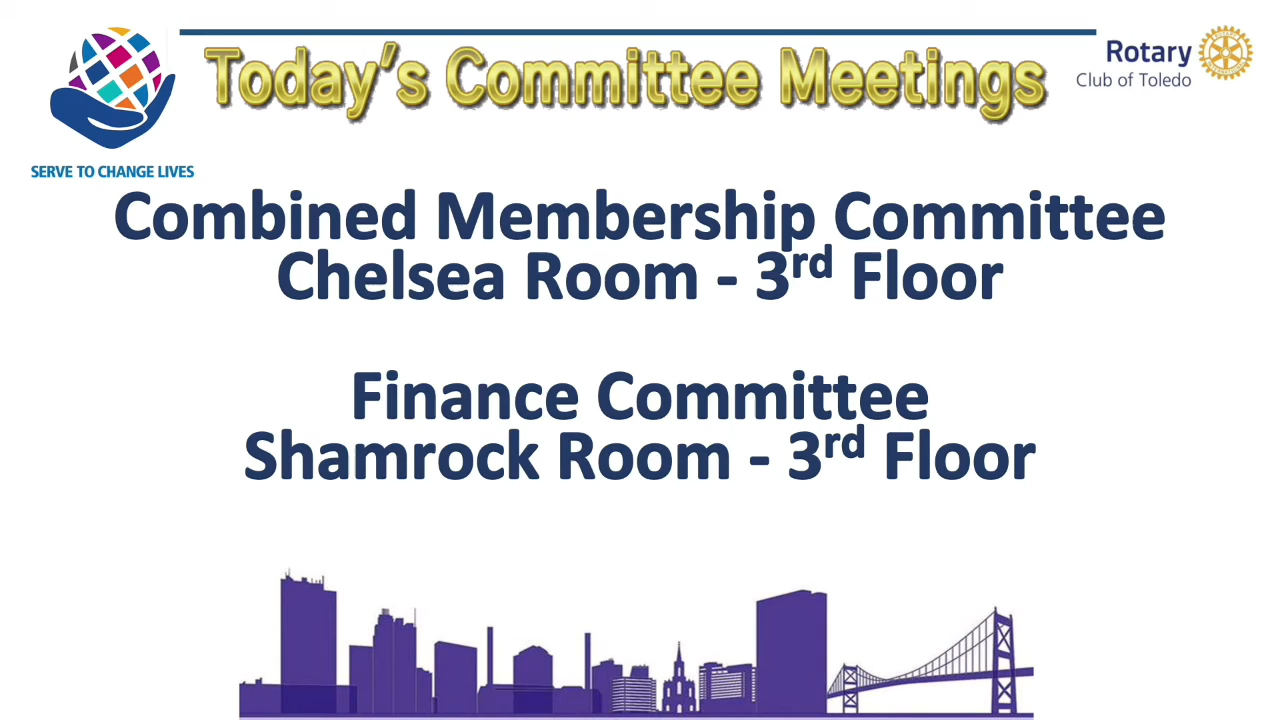 Today's Committee Meetings
Rotary
Club of Toledo
SERVE TO CHANGE LIVES
Combined Membership Committee
Chelsea Room - 3rd Floor
Finance Committee
Shamrock Room - 3rd Floor